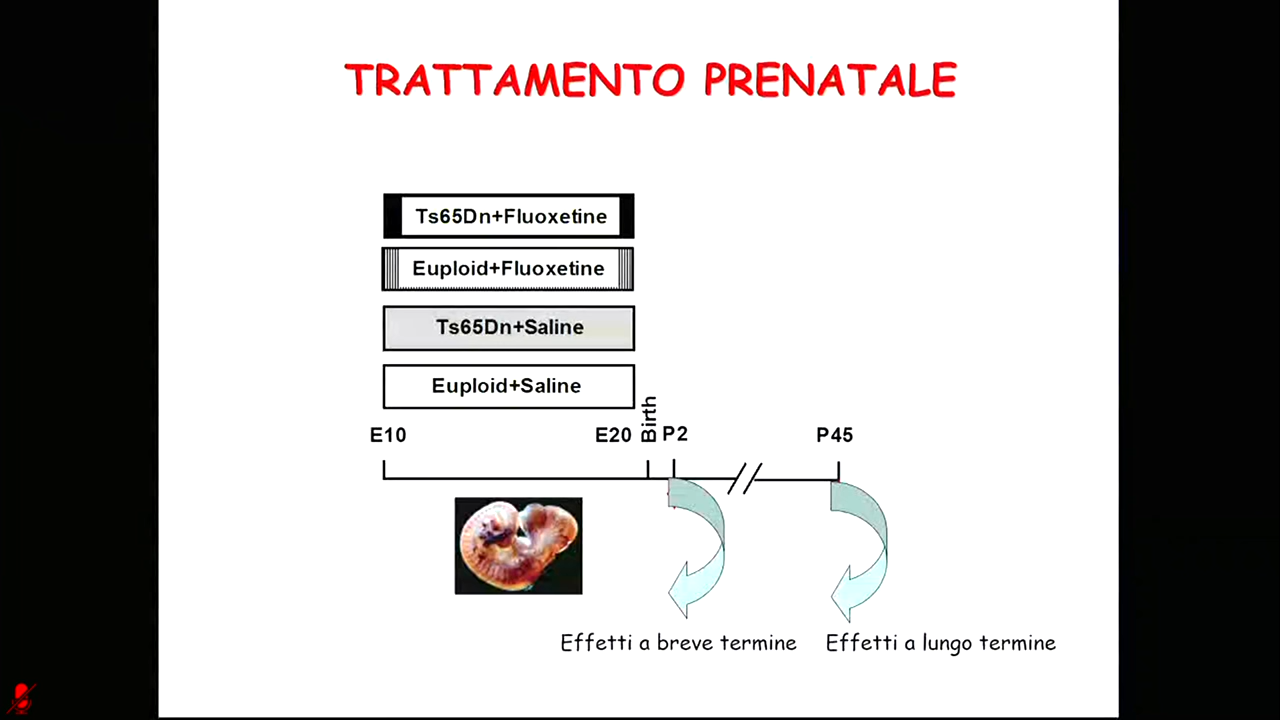 TRATTAMENTO PRENATALE
Ts65Dn+Fluoxetine
Euploid+Fluoxetine
Ts65Dn+Saline
Euploid+Saline
E10 E20 Birth P2 P45
Effetti a breve termine Effetti a lungo termine